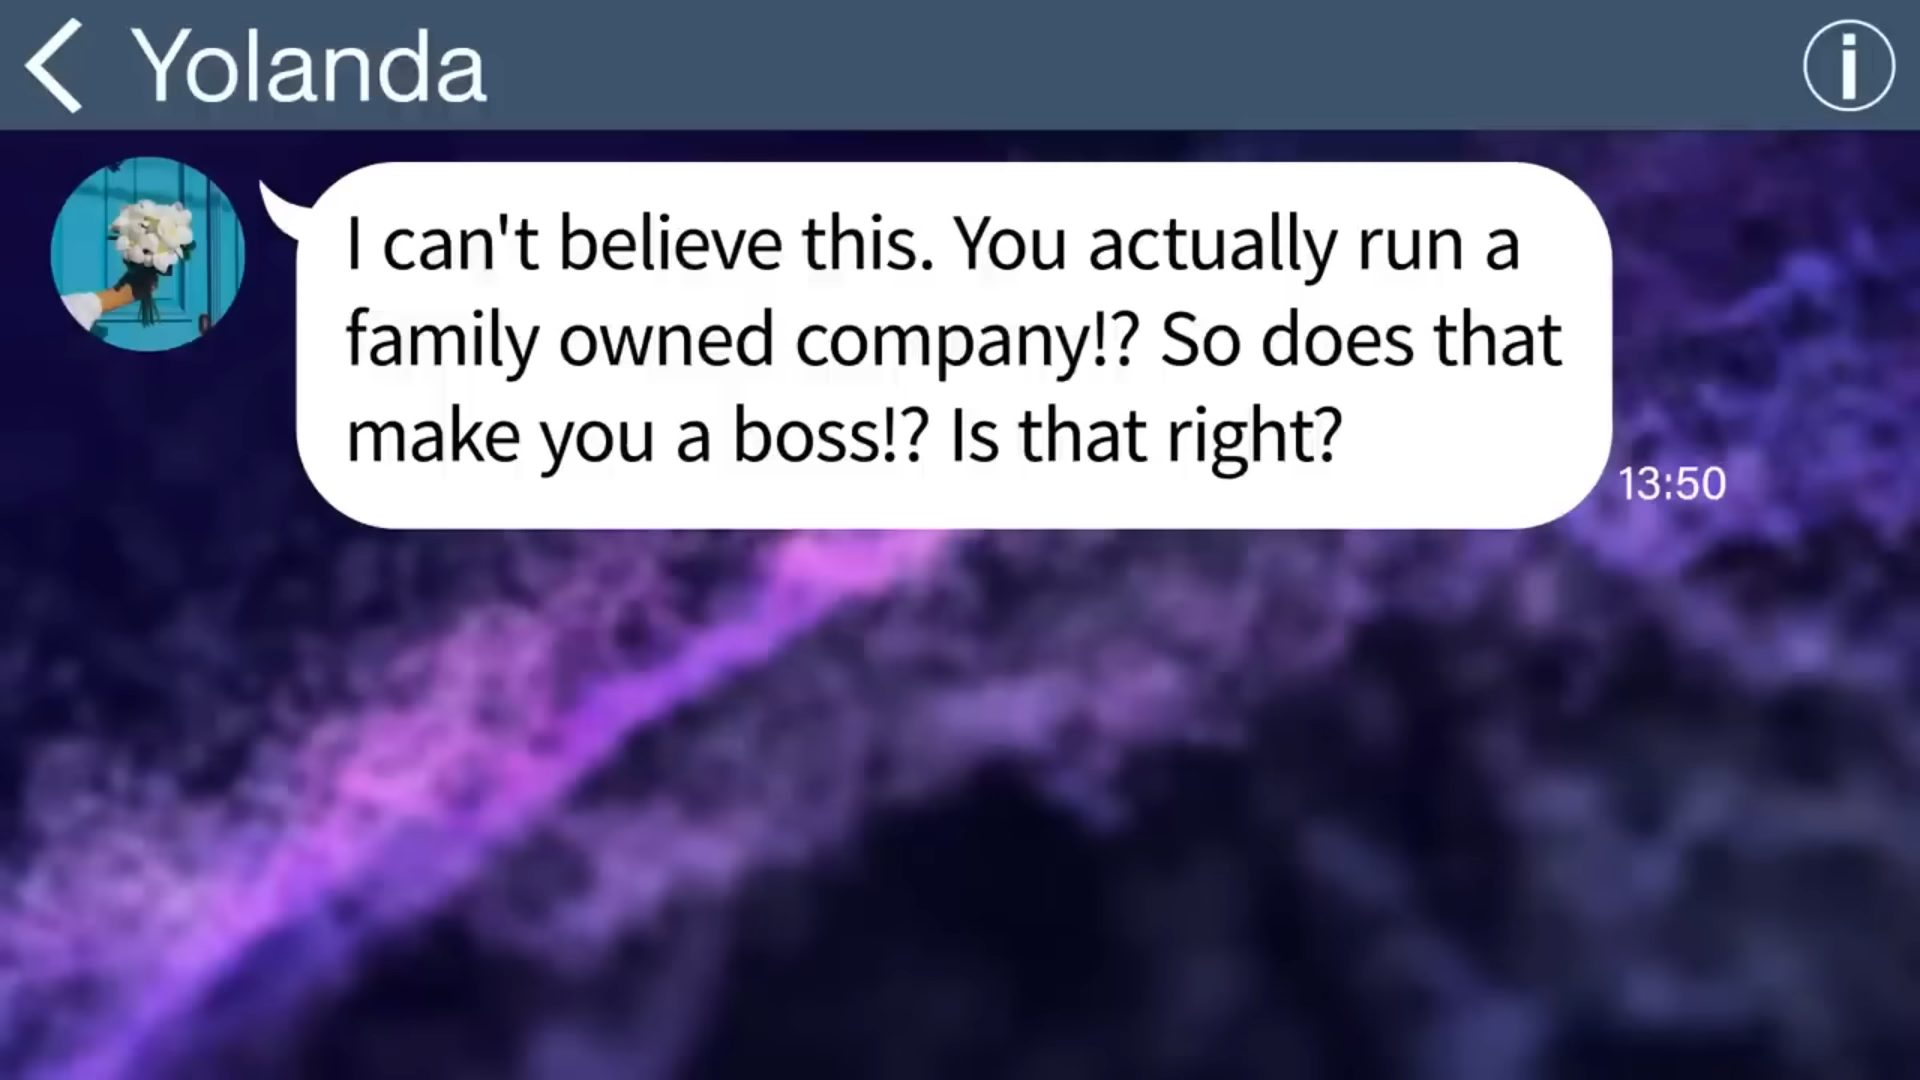 Yolanda
I can't believe this. You actually run a
family owned company!? So does that
make you a boss!? Is that right?
13:50